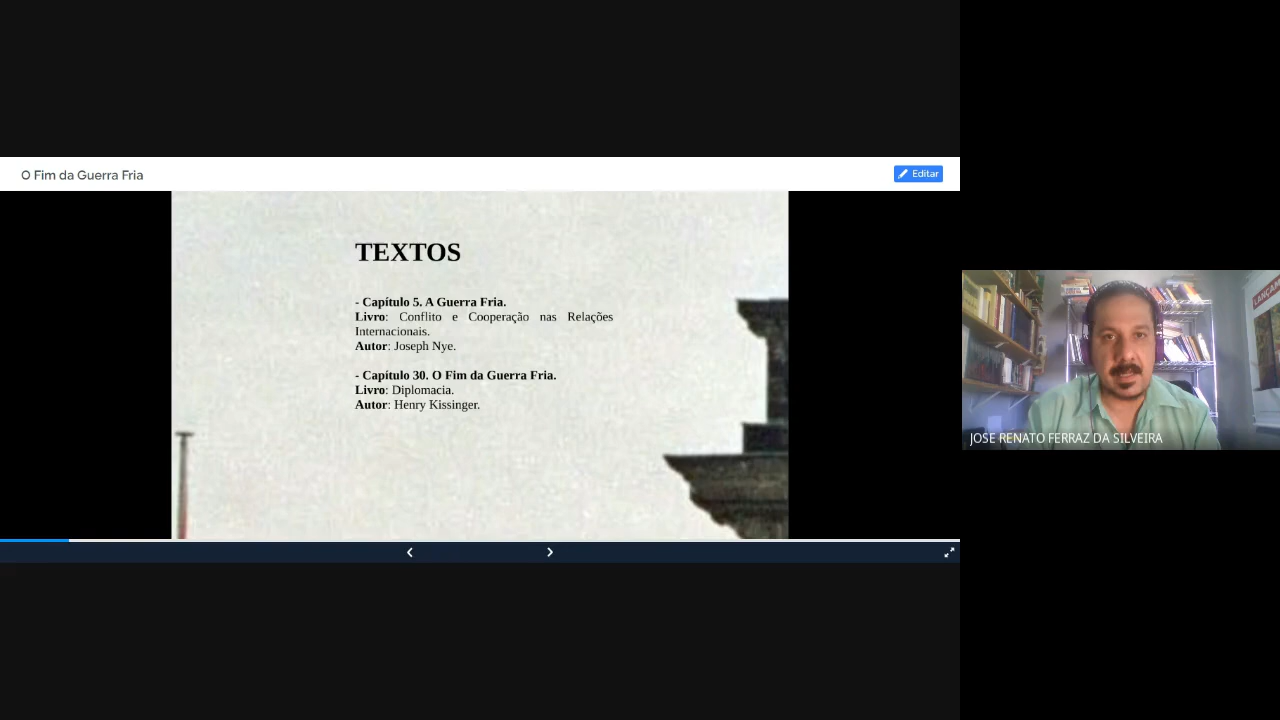 O Fim da Guerra Fria
Editar
TEXTOS
- Capítulo 5. A Guerra Fria.
Livro: Conflito e Cooperação nas Relações
Internacionais.
Autor: Joseph Nye.
- Capítulo 30. O Fim da Guerra Fria.
Livro: Diplomacia.
Autor: Henry Kissinger.
LANÇAM
JOSE RENATO FERRAZ DA SILVEIRA